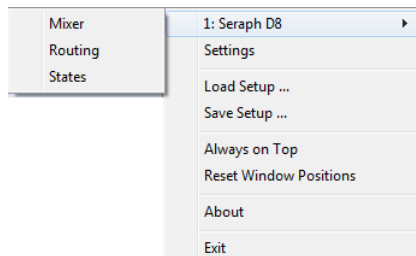 Mixer
Routing
States
1: Seraph D8
Settings
Load Setup ...
Save Setup ...
Always on Top
Reset Window Positions
About
Exit